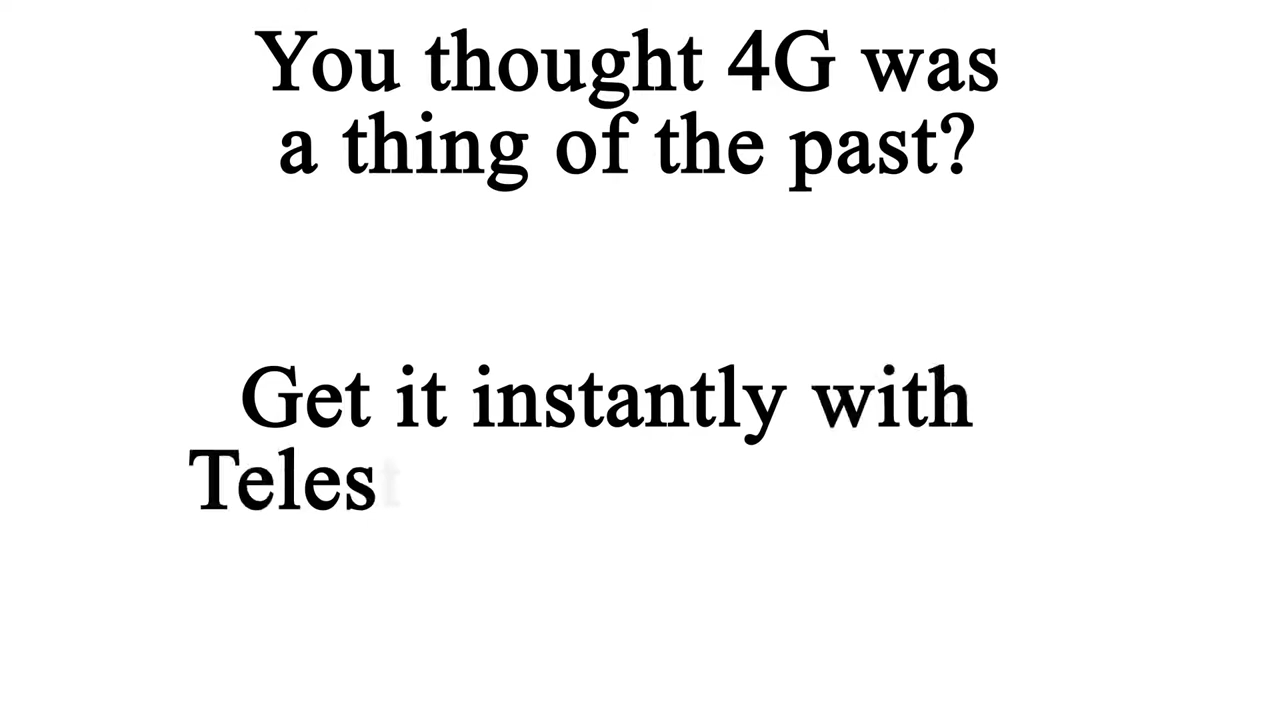 You thought 4G was
a thing of the past?
Get it instantly with
Teles